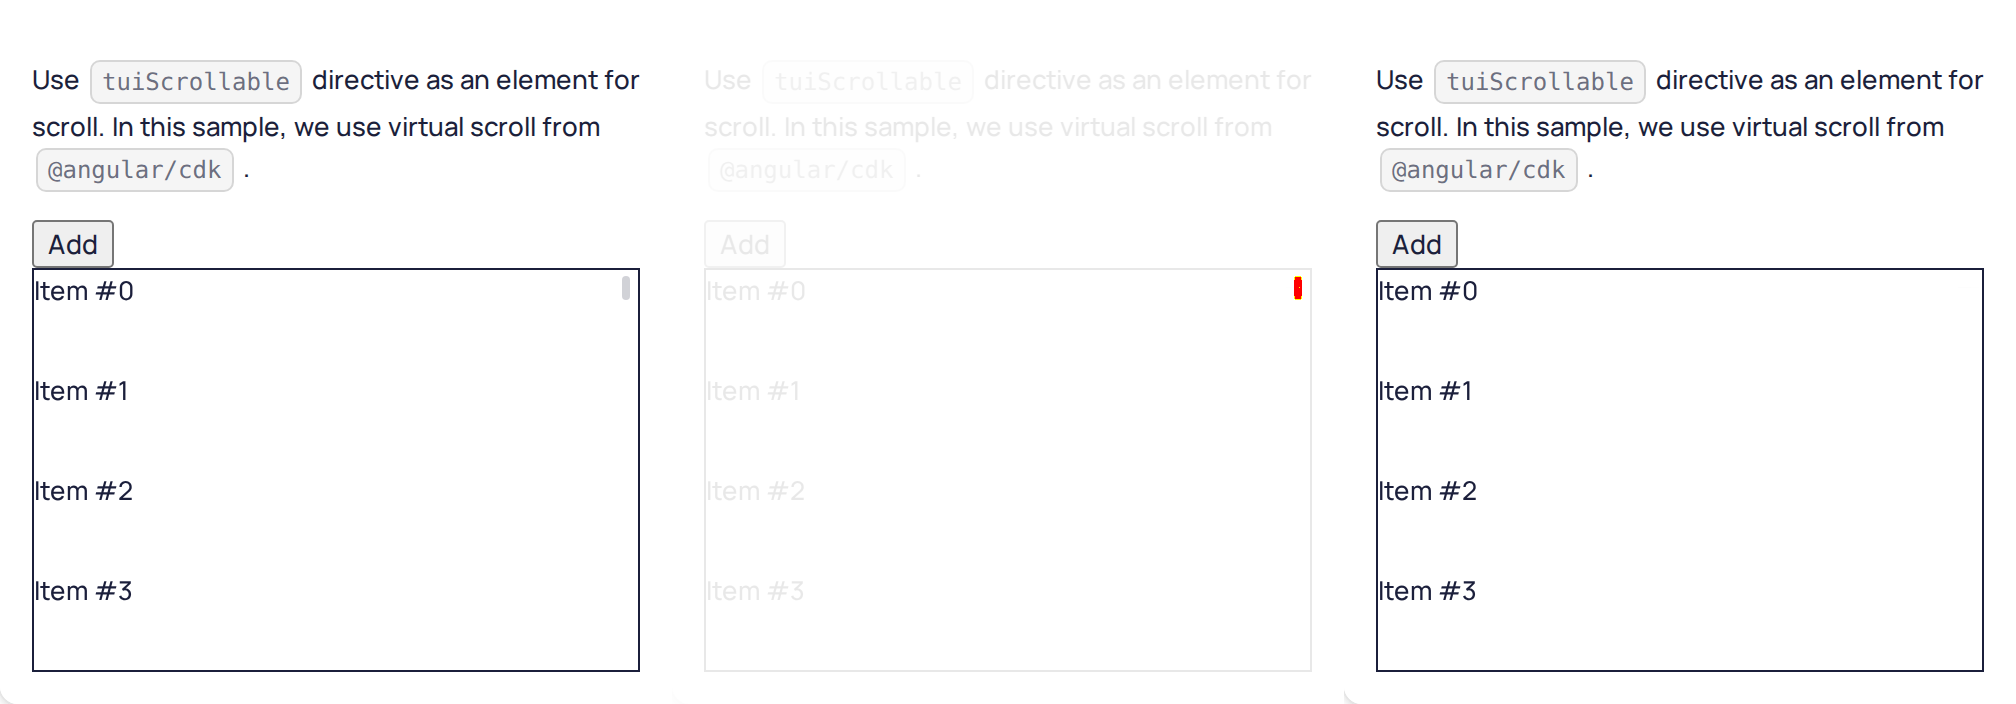 Use tuiScrollable directive as an element for
scroll. In this sample, we use virtual scroll from
@angular/cdk .
Add
Item #0
Item #1
Item #2
Item #3
Use tuiScrollable directive as an element for
scroll. In this sample, we use virtual scroll from
@angular/cdk .
Add
Item #0
Item #1
Item #2
Item #3
Use tuiScrollable directive as an element for
scroll. In this sample, we use virtual scroll from
@angular/cdk .
Add
Item #0
Item #1
Item #2
Item #3